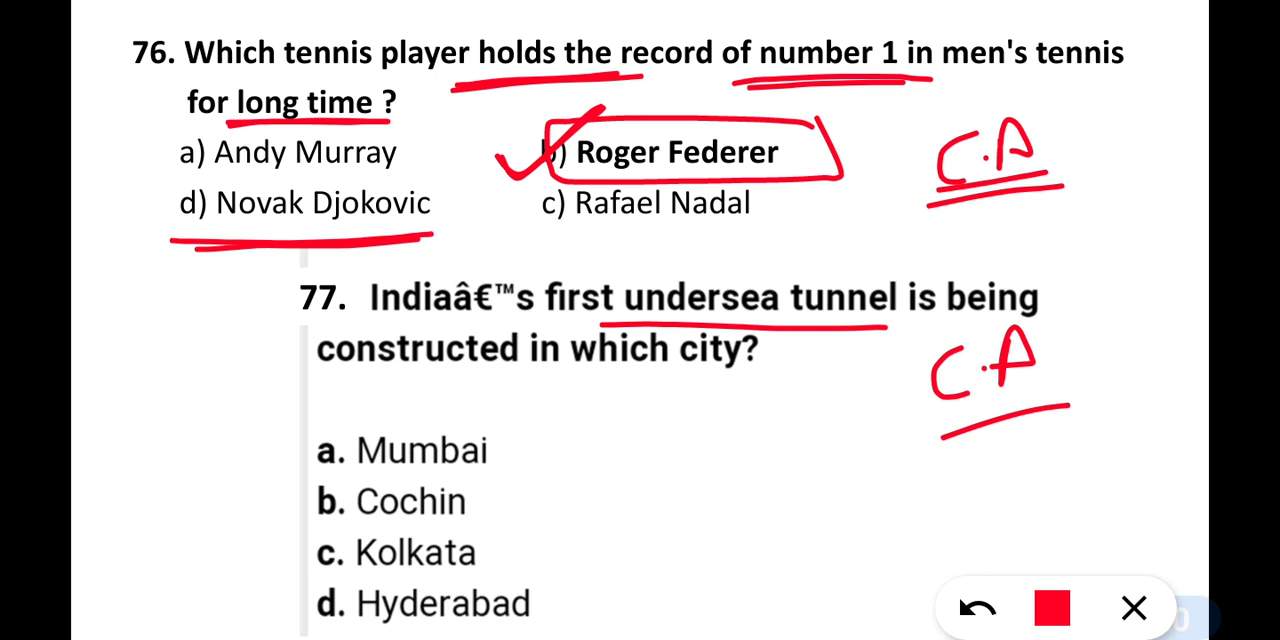 76. Which tennis player holds the record of number 1 in men's tennis
for long time ?
a) Andy Murray b) Roger Federer
C.A
d) Novak Djokovic c) Rafael Nadal
77. Indiaâ€™s first undersea tunnel is being
constructed in which city?
C.A
a. Mumbai
b. Cochin
c. Kolkata
d. Hyderabad